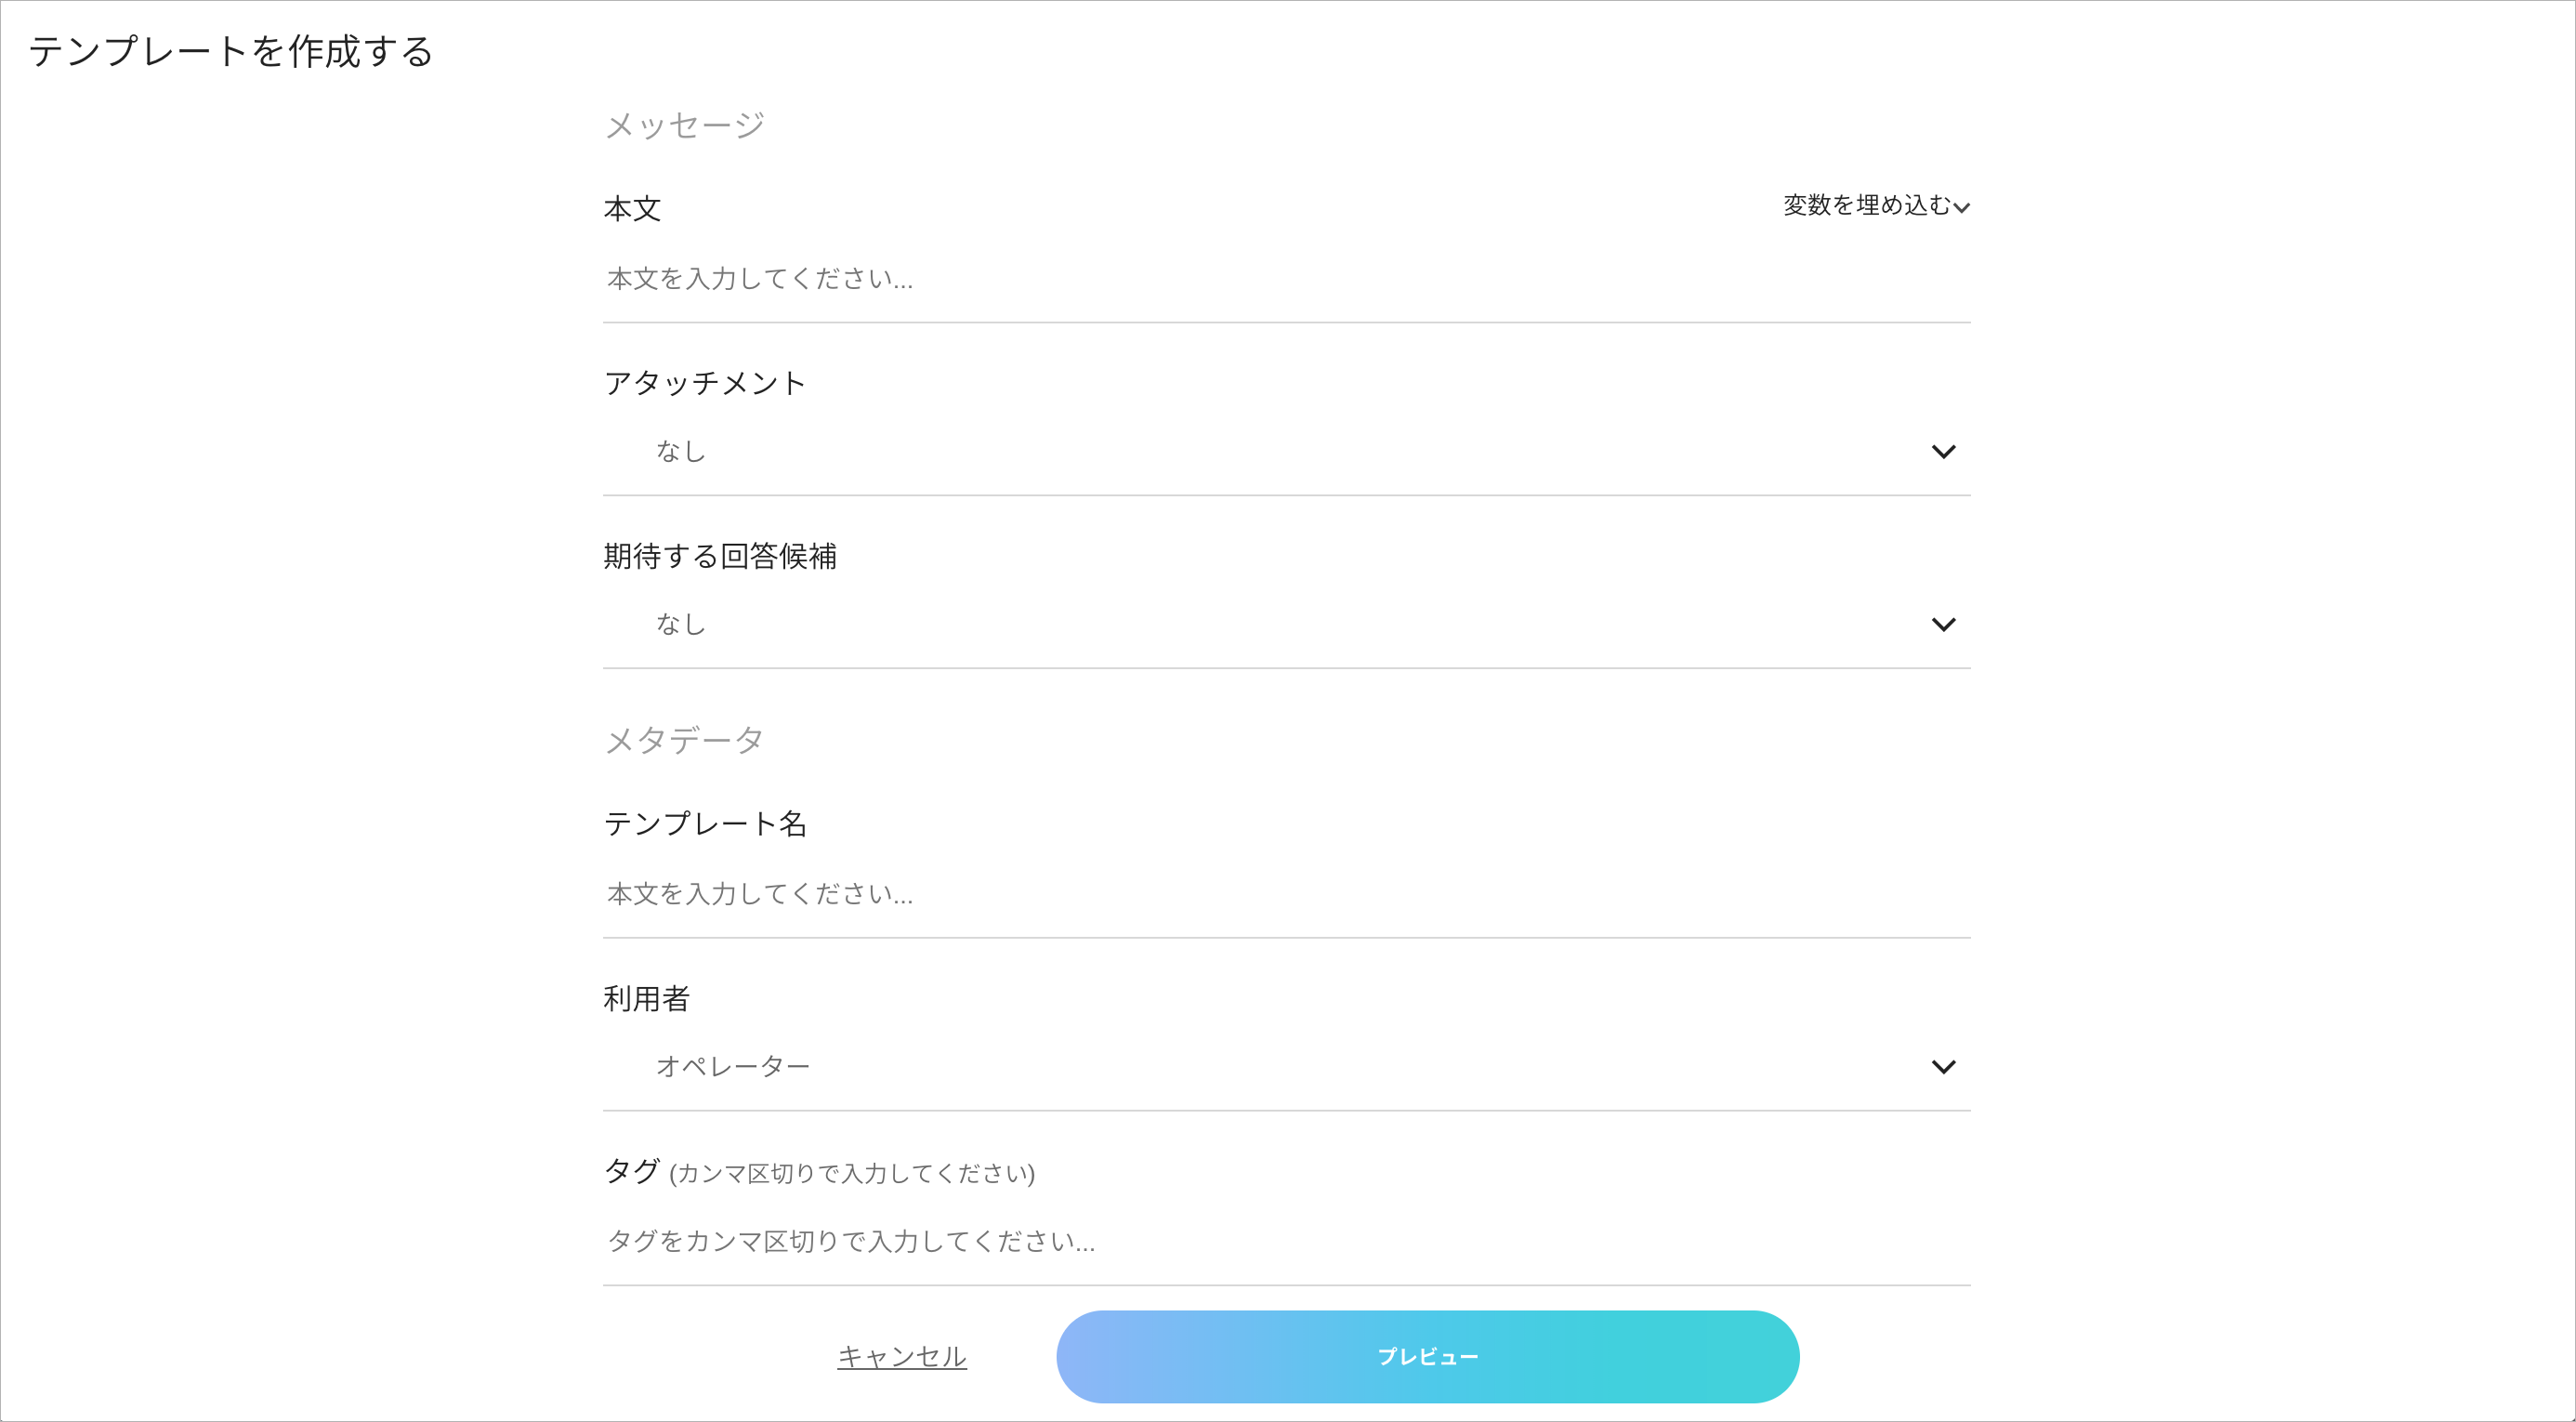 テンプレートを作成する
メッセージ
本文 変数を埋め込む
本文を入力してください...
アタッチメント
なし
期待する回答候補
なし
メタデータ
テンプレート名
本文を入力してください...
利用者
オペレーター
タグ (カンマ区切りで入力してください)
タグをカンマ区切りで入力してください...
キャンセル プレビュー